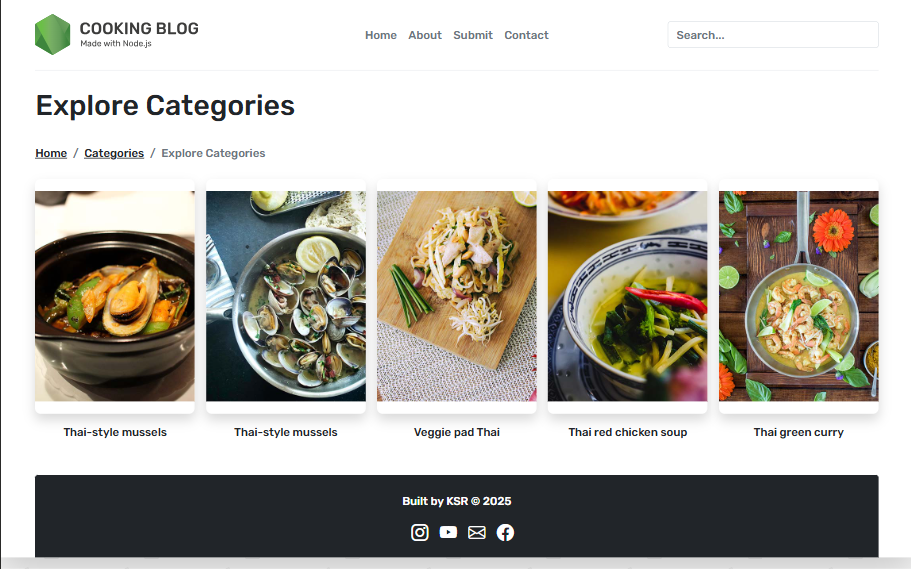 COOKING BLOG
Made with Node.js
Home About Submit Contact
Search...
Explore Categories
Home / Categories / Explore Categories
Thai-style mussels
Thai-style mussels
Veggie pad Thai
Thai red chicken soup
Thai green curry
Built by KSR © 2025